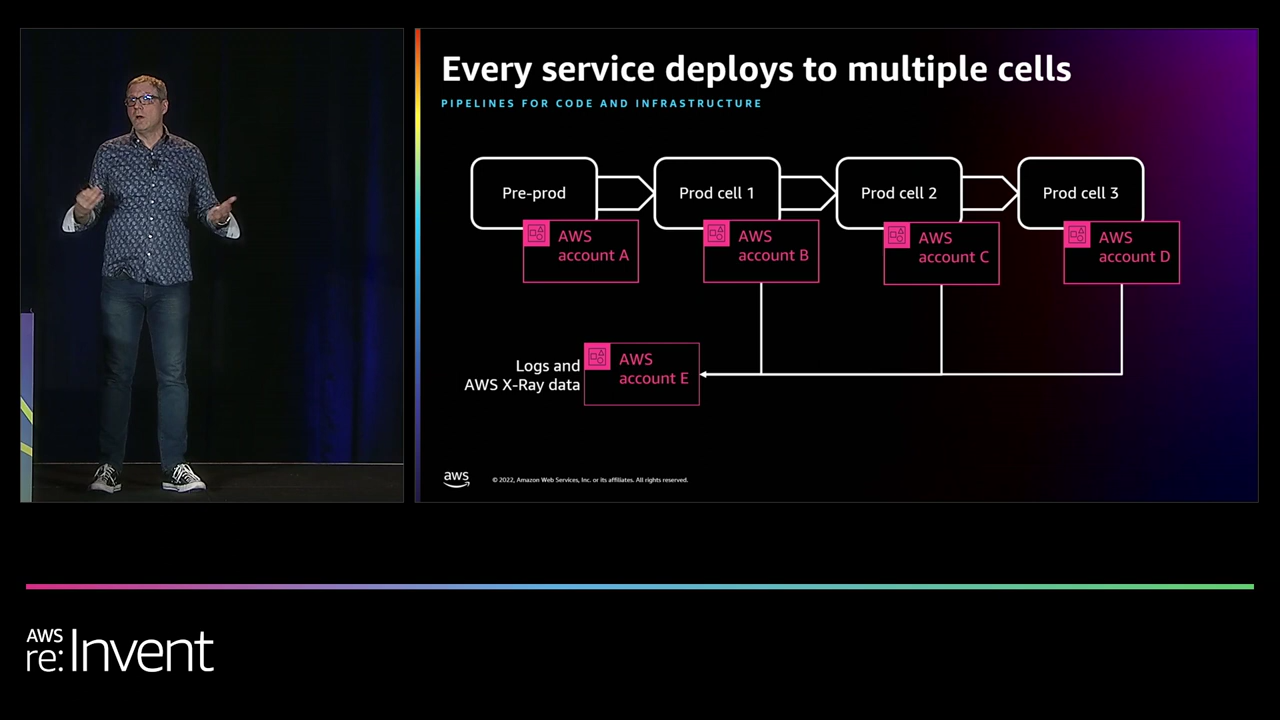 Every service deploys to multiple cells
PIPELINES FOR CODE AND INFRASTRUCTURE
Pre-prod
Prod cell 1
Prod cell 2
Prod cell 3
AWS
account A
AWS
account B
AWS
account C
AWS
account D
Logs and
AWS X-Ray data
AWS
account E
aws
© 2022, Amazon Web Services, Inc. or its affiliates. All rights reserved.
AWS
re:Invent